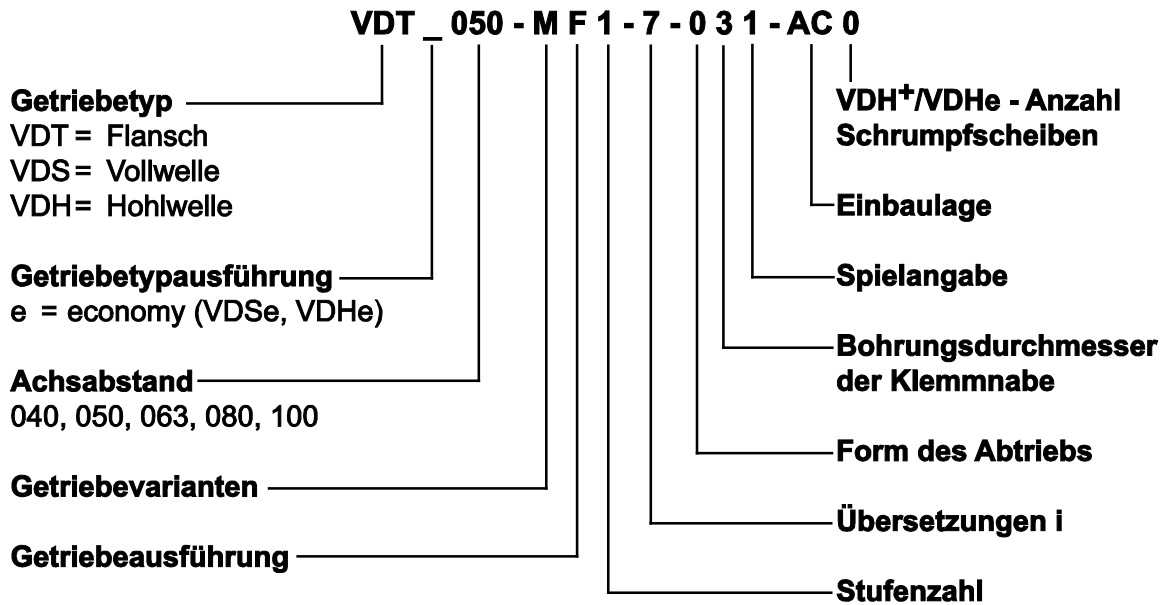 VDT _ 050 - M F 1 - 7 - 0 3 1 - AC 0
Getriebetyp
VDT = Flansch
VDS = Vollwelle
VDH = Hohlwelle
Getriebetypausführung
e = economy (VDSe, VDHe)
Achsabstand
040, 050, 063, 080, 100
Getriebevarianten
Getriebeausführung
VDH+/VDHe - Anzahl
Schrumpfscheiben
Einbaulage
Spielangabe
Bohrungsdurchmesser
der Klemmnabe
Form des Abtriebs
Übersetzungen i
Stufenzahl